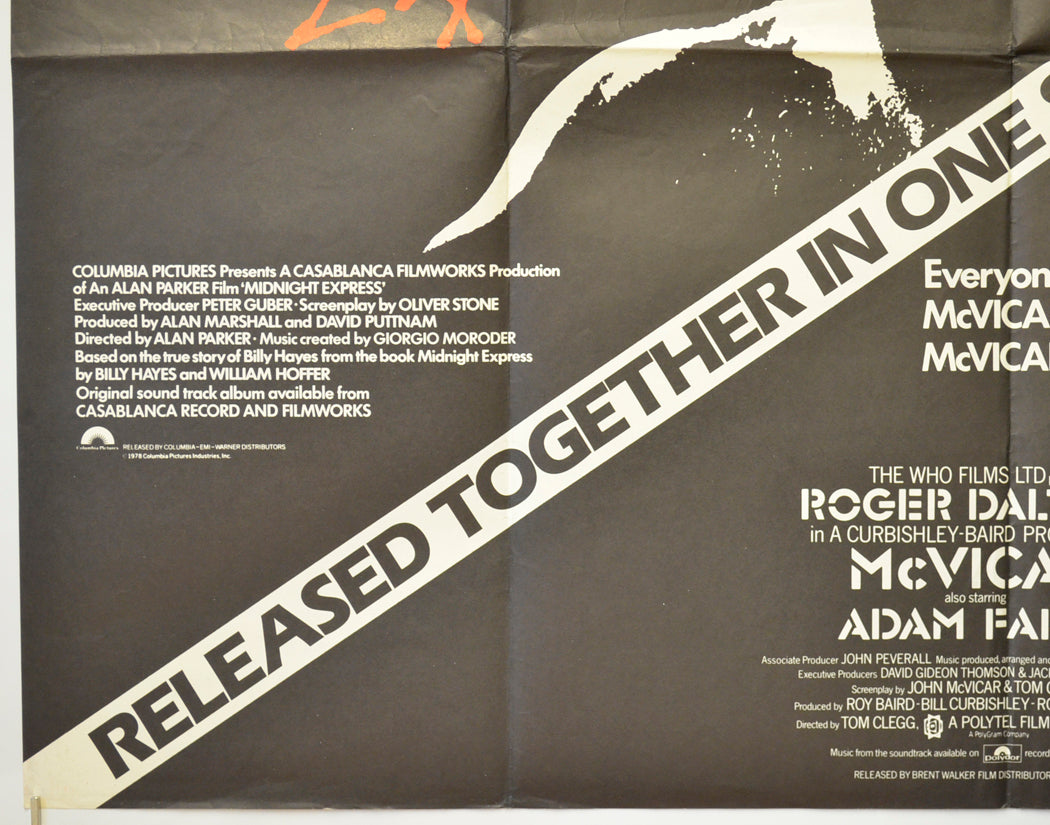 COLUMBIA PICTURES Presents A CASABLANCA FILMWORKS Production
of An ALAN PARKER Film 'MIDNIGHT EXPRESS'
Executive Producer PETER GUBER · Screenplay by OLIVER STONE
Produced by ALAN MARSHALL and DAVID PUTTNAM
Directed by ALAN PARKER · Music created by GIORGIO MORODER
Based on the true story of Billy Hayes from the book Midnight Express
by BILLY HAYES and WILLIAM HOFFER
Original sound track album available from
CASABLANCA RECORD AND FILMWORKS
Columbia Pictures
RELEASED BY COLUMBIA–EMI–WARNER DISTRIBUTORS
© 1978 Columbia Pictures Industries, Inc.
RELEASED TOGETHER IN ONE
Everyon
McVICA
McVICA
THE WHO FILMS LTD.
ROGER DALT
in A CURBISHLEY-BAIRD PRO
McVICA
also starring
ADAM FAI
Associate Producer JOHN PEVERALL Music produced, arranged and
Executive Producers DAVID GIDEON THOMSON & JAC
Screenplay by JOHN McVICAR & TOM C
Produced by ROY BAIRD - BILL CURBISHLEY - RO
Directed by TOM CLEGG, A POLYTEL FILM
A PolyGram Company
Music from the soundtrack available on polydor record
RELEASED BY BRENT WALKER FILM DISTRIBUTOR